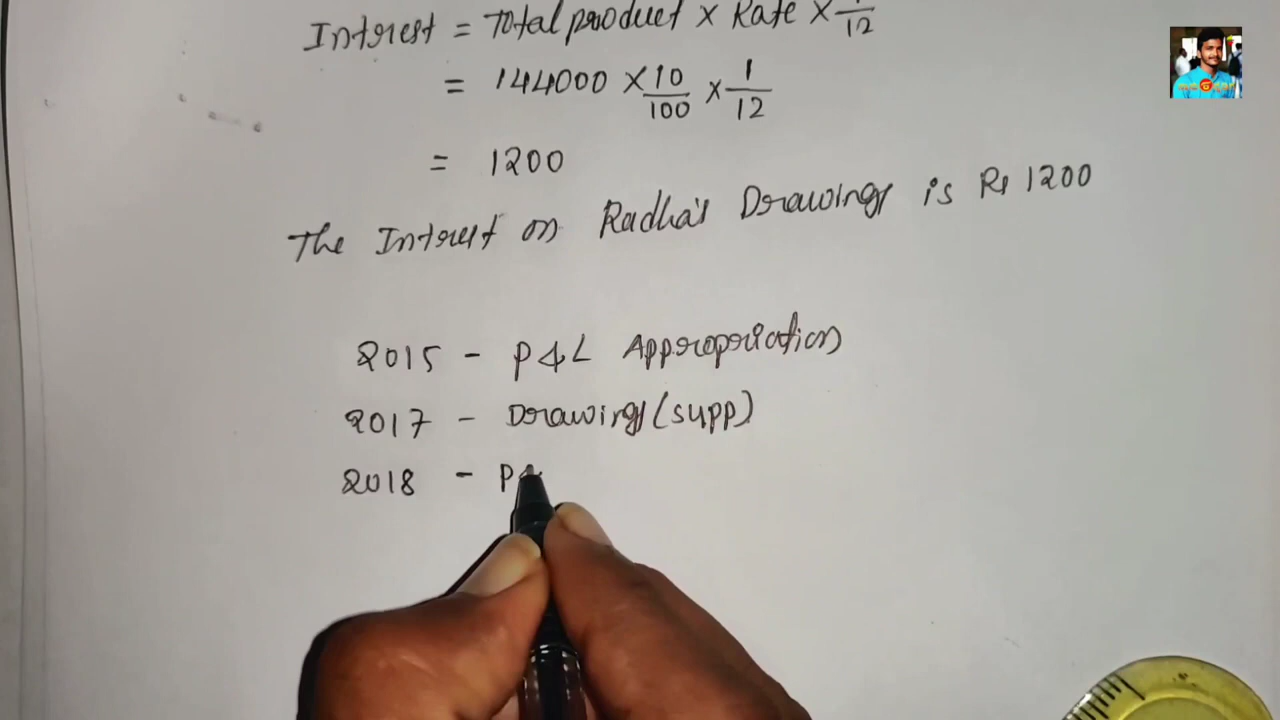 Interest = Total product × Rate × 1/12
= 144000 × 10/100 × 1/12
= 1200
The Interest on Radha's Drawings is Rs 1200
2015 - P&L Appropriation
2017 - Drawings (supp)
2018 - P&